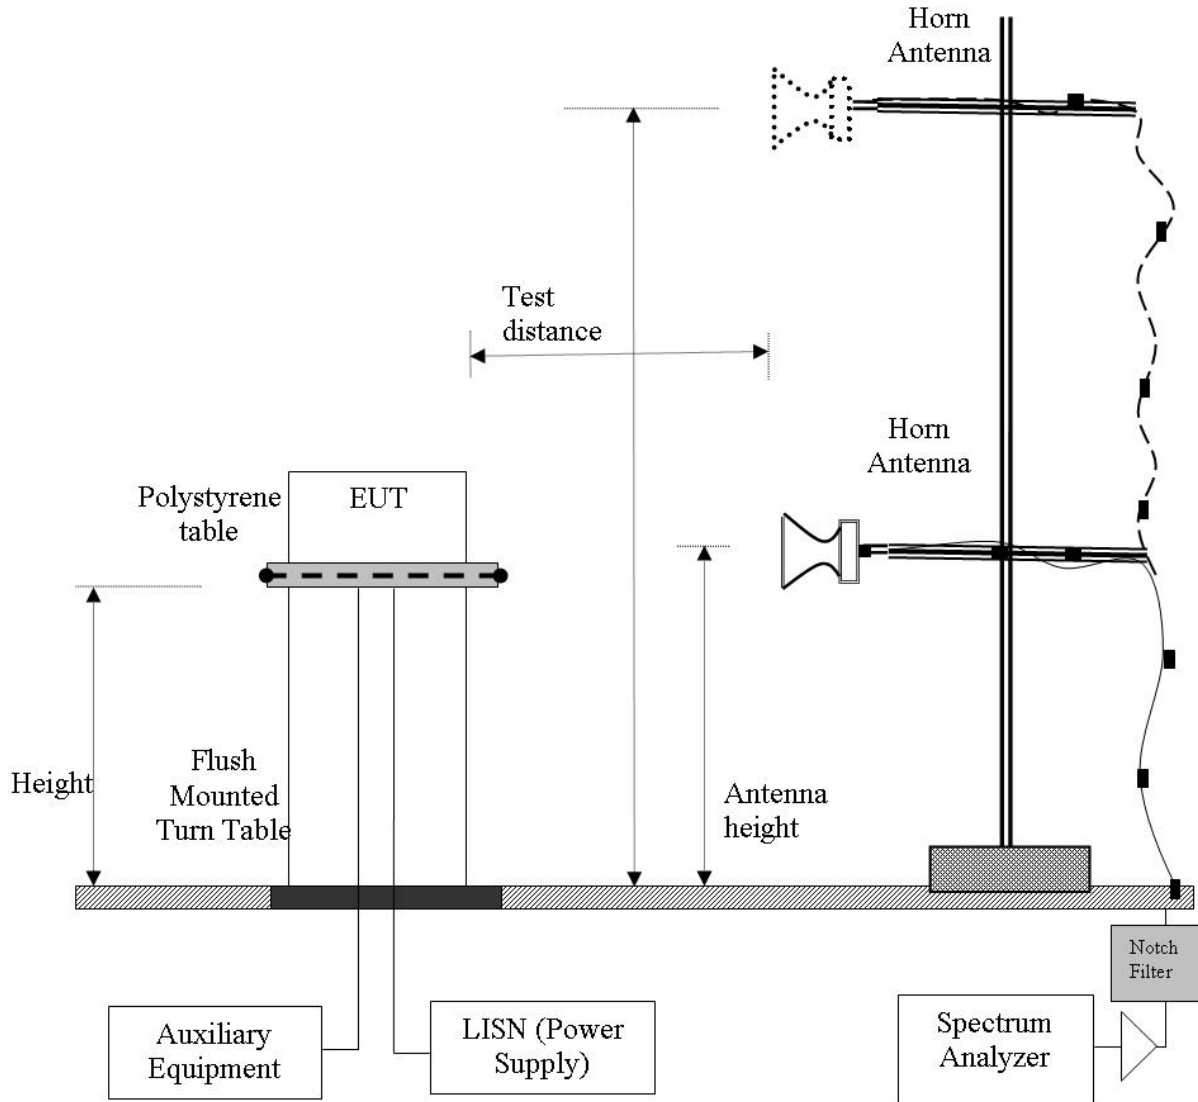 Horn
Antenna
Test
distance
Horn
Antenna
Polystyrene
table
EUT
Height
Flush
Mounted
Turn Table
Antenna
height
Notch
Filter
Auxiliary
Equipment
LISN (Power
Supply)
Spectrum
Analyzer